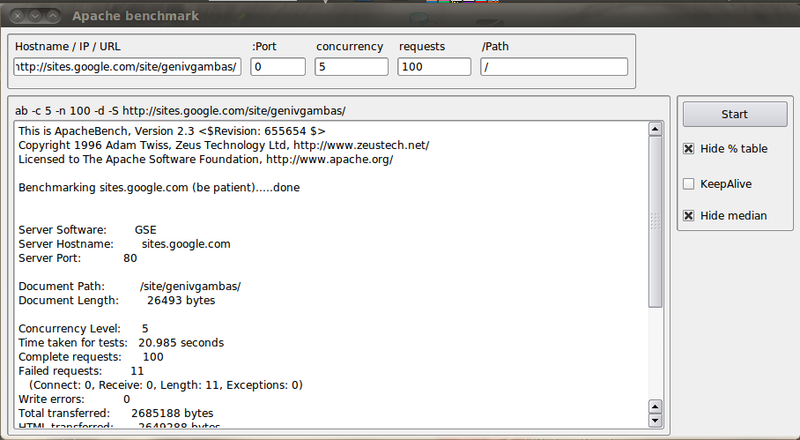 Apache benchmark
Hostname / IP / URL :Port concurrency requests /Path
http://sites.google.com/site/genivgambas/ 0 5 100 /
ab -c 5 -n 100 -d -S http://sites.google.com/site/genivgambas/
Start
Hide % table
KeepAlive
Hide median
This is ApacheBench, Version 2.3 <$Revision: 655654 $>
Copyright 1996 Adam Twiss, Zeus Technology Ltd, http://www.zeustech.net/
Licensed to The Apache Software Foundation, http://www.apache.org/
Benchmarking sites.google.com (be patient).....done
Server Software: GSE
Server Hostname: sites.google.com
Server Port: 80
Document Path: /site/genivgambas/
Document Length: 26493 bytes
Concurrency Level: 5
Time taken for tests: 20.985 seconds
Complete requests: 100
Failed requests: 11
(Connect: 0, Receive: 0, Length: 11, Exceptions: 0)
Write errors: 0
Total transferred: 2685188 bytes
HTML transferred: 2649288 bytes